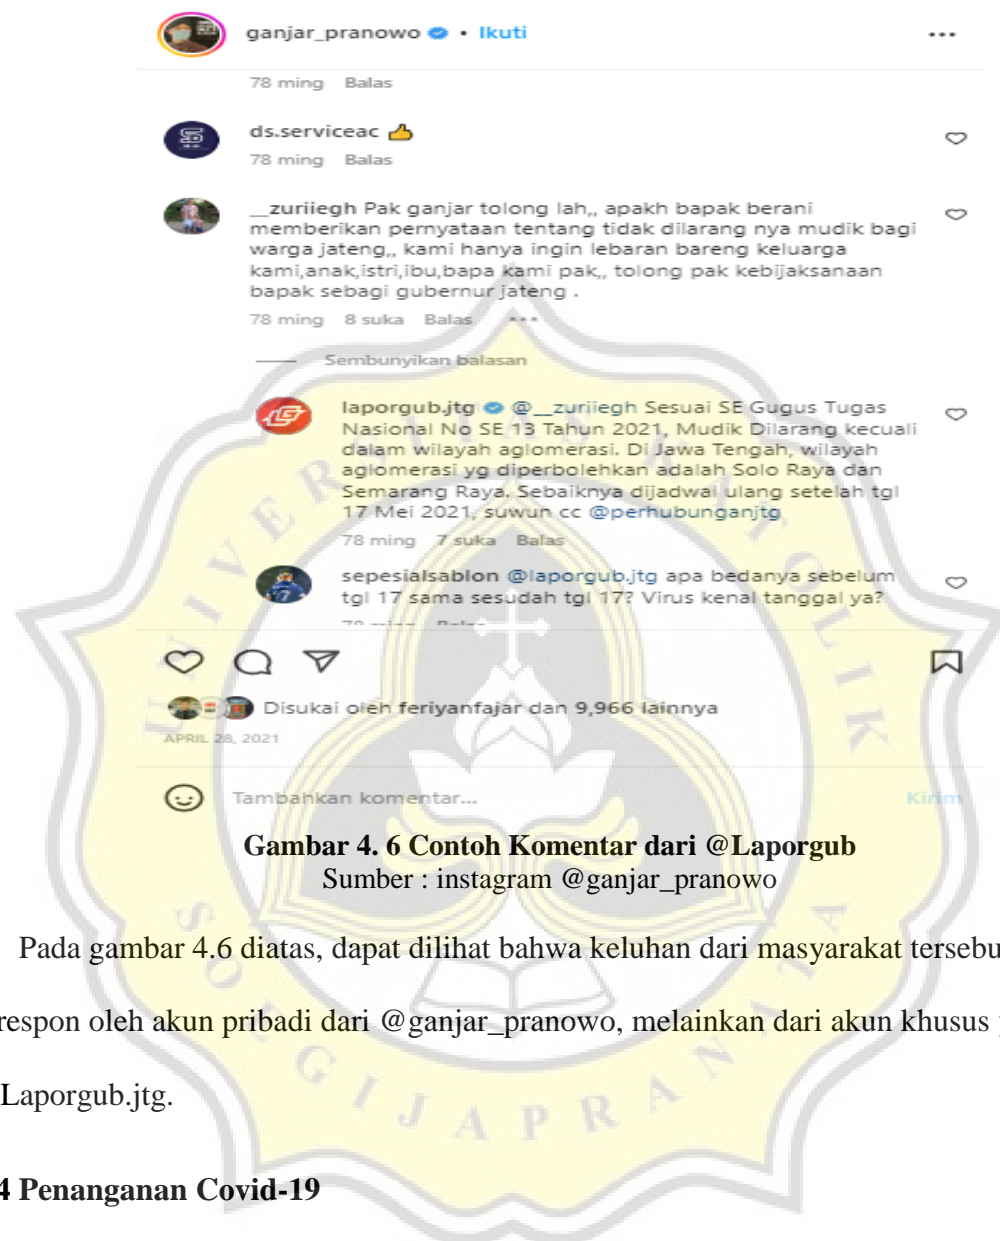 ganjar_pranowo • Ikuti
78 ming Balas
ds.serviceac 👍
78 ming Balas
__zuriiegh Pak ganjar tolong lah,, apakh bapak berani
memberikan pernyataan tentang tidak dilarang nya mudik bagi
warga jateng,, kami hanya ingin lebaran bareng keluarga
kami,anak,istri,ibu,bapa kami pak,, tolong pak kebijaksanaan
bapak sebagi gubernur jateng .
78 ming 8 suka Balas ...
Sembunyikan balasan
laporgub.jtg @__zuriiegh Sesuai SE Gugus Tugas
Nasional No SE 13 Tahun 2021, Mudik Dilarang kecuali
dalam wilayah aglomerasi. Di Jawa Tengah, wilayah
aglomerasi yg diperbolehkan adalah Solo Raya dan
Semarang Raya. Sebaiknya dijadwal ulang setelah tgl
17 Mei 2021, suwun cc @perhubunganjtg
78 ming 7 suka Balas
sepesialsablon @laporgub.jtg apa bedanya sebelum
tgl 17 sama sesudah tgl 17? Virus kenal tanggal ya?
78 ming Balas
Disukai oleh feriyanfajar dan 9,966 lainnya
APRIL 28, 2021
Tambahkan komentar...
Kirim
Gambar 4. 6 Contoh Komentar dari @Laporgub
Sumber : instagram @ganjar_pranowo
Pada gambar 4.6 diatas, dapat dilihat bahwa keluhan dari masyarakat tersebu
respon oleh akun pribadi dari @ganjar_pranowo, melainkan dari akun khusus
Laporgub.jtg.
4 Penanganan Covid-19
UNIVERSITAS KATOLIK
SOEGIJAPRANATA